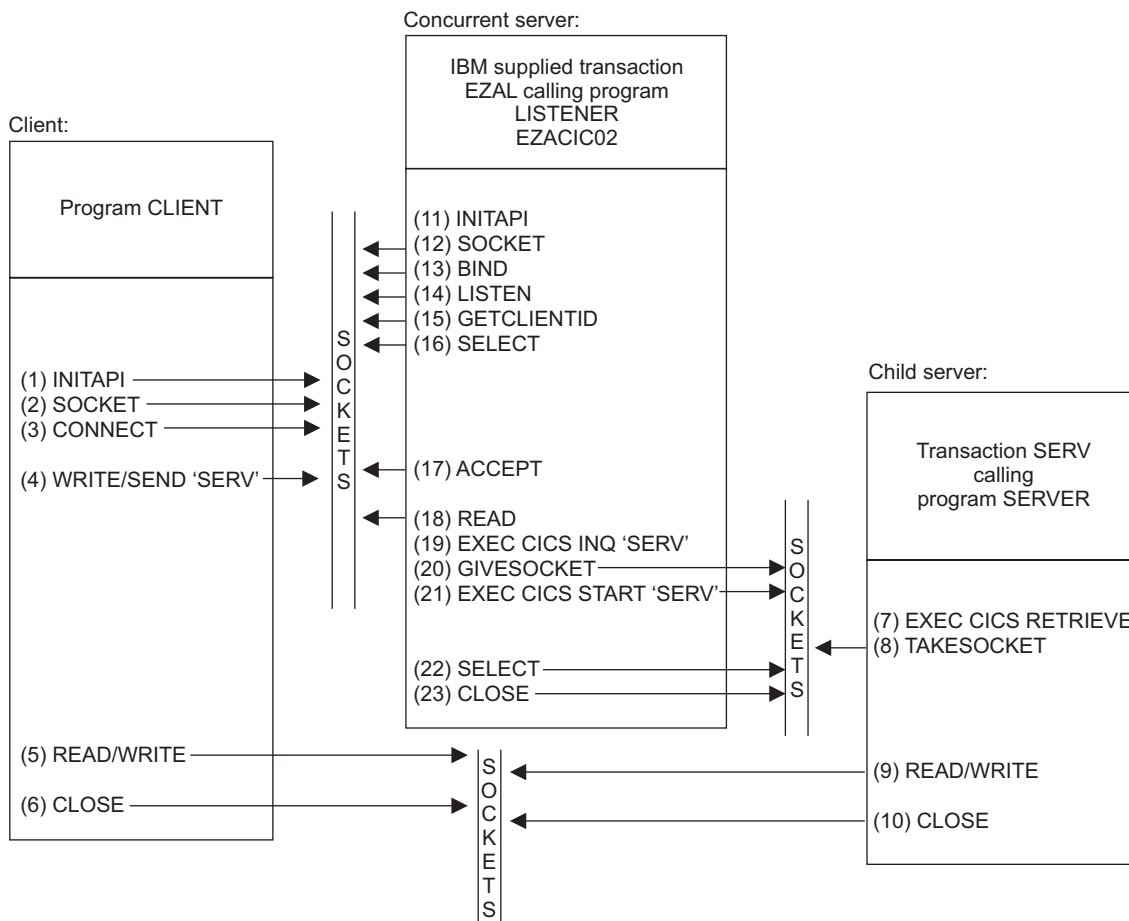 Concurrent server:
IBM supplied transaction
EZAL calling program
LISTENER
EZACIC02
Client:
Program CLIENT
(11) INITAPI
(12) SOCKET
(13) BIND
(14) LISTEN
(15) GETCLIENTID
(16) SELECT
SOCKETS
(1) INITAPI
(2) SOCKET
(3) CONNECT
(4) WRITE/SEND ‘SERV’
(17) ACCEPT
(18) READ
(19) EXEC CICS INQ ‘SERV’
(20) GIVESOCKET
(21) EXEC CICS START ‘SERV’
(22) SELECT
(23) CLOSE
SOCKETS
Child server:
Transaction SERV
calling
program SERVER
(7) EXEC CICS RETRIEVE
(8) TAKESOCKET
(5) READ/WRITE
(6) CLOSE
SOCKETS
(9) READ/WRITE
(10) CLOSE